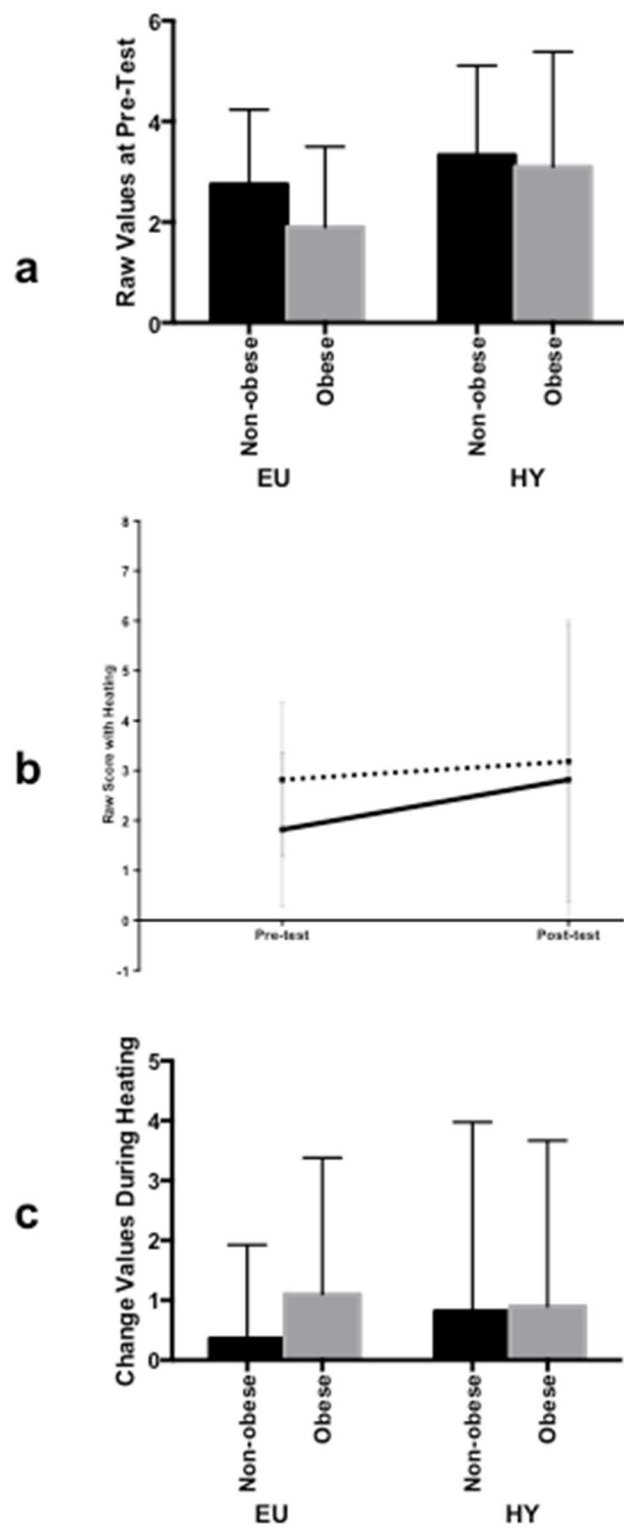 a
Raw Values at Pre-Test
6
4
2
0
Non-obese
Obese
Non-obese
Obese
EU
HY
b
Raw Score with Heating
8
7
6
5
4
3
2
1
0
-1
Pre-test
Post-test
c
Change Values During Heating
5
4
3
2
1
0
Non-obese
Obese
Non-obese
Obese
EU
HY